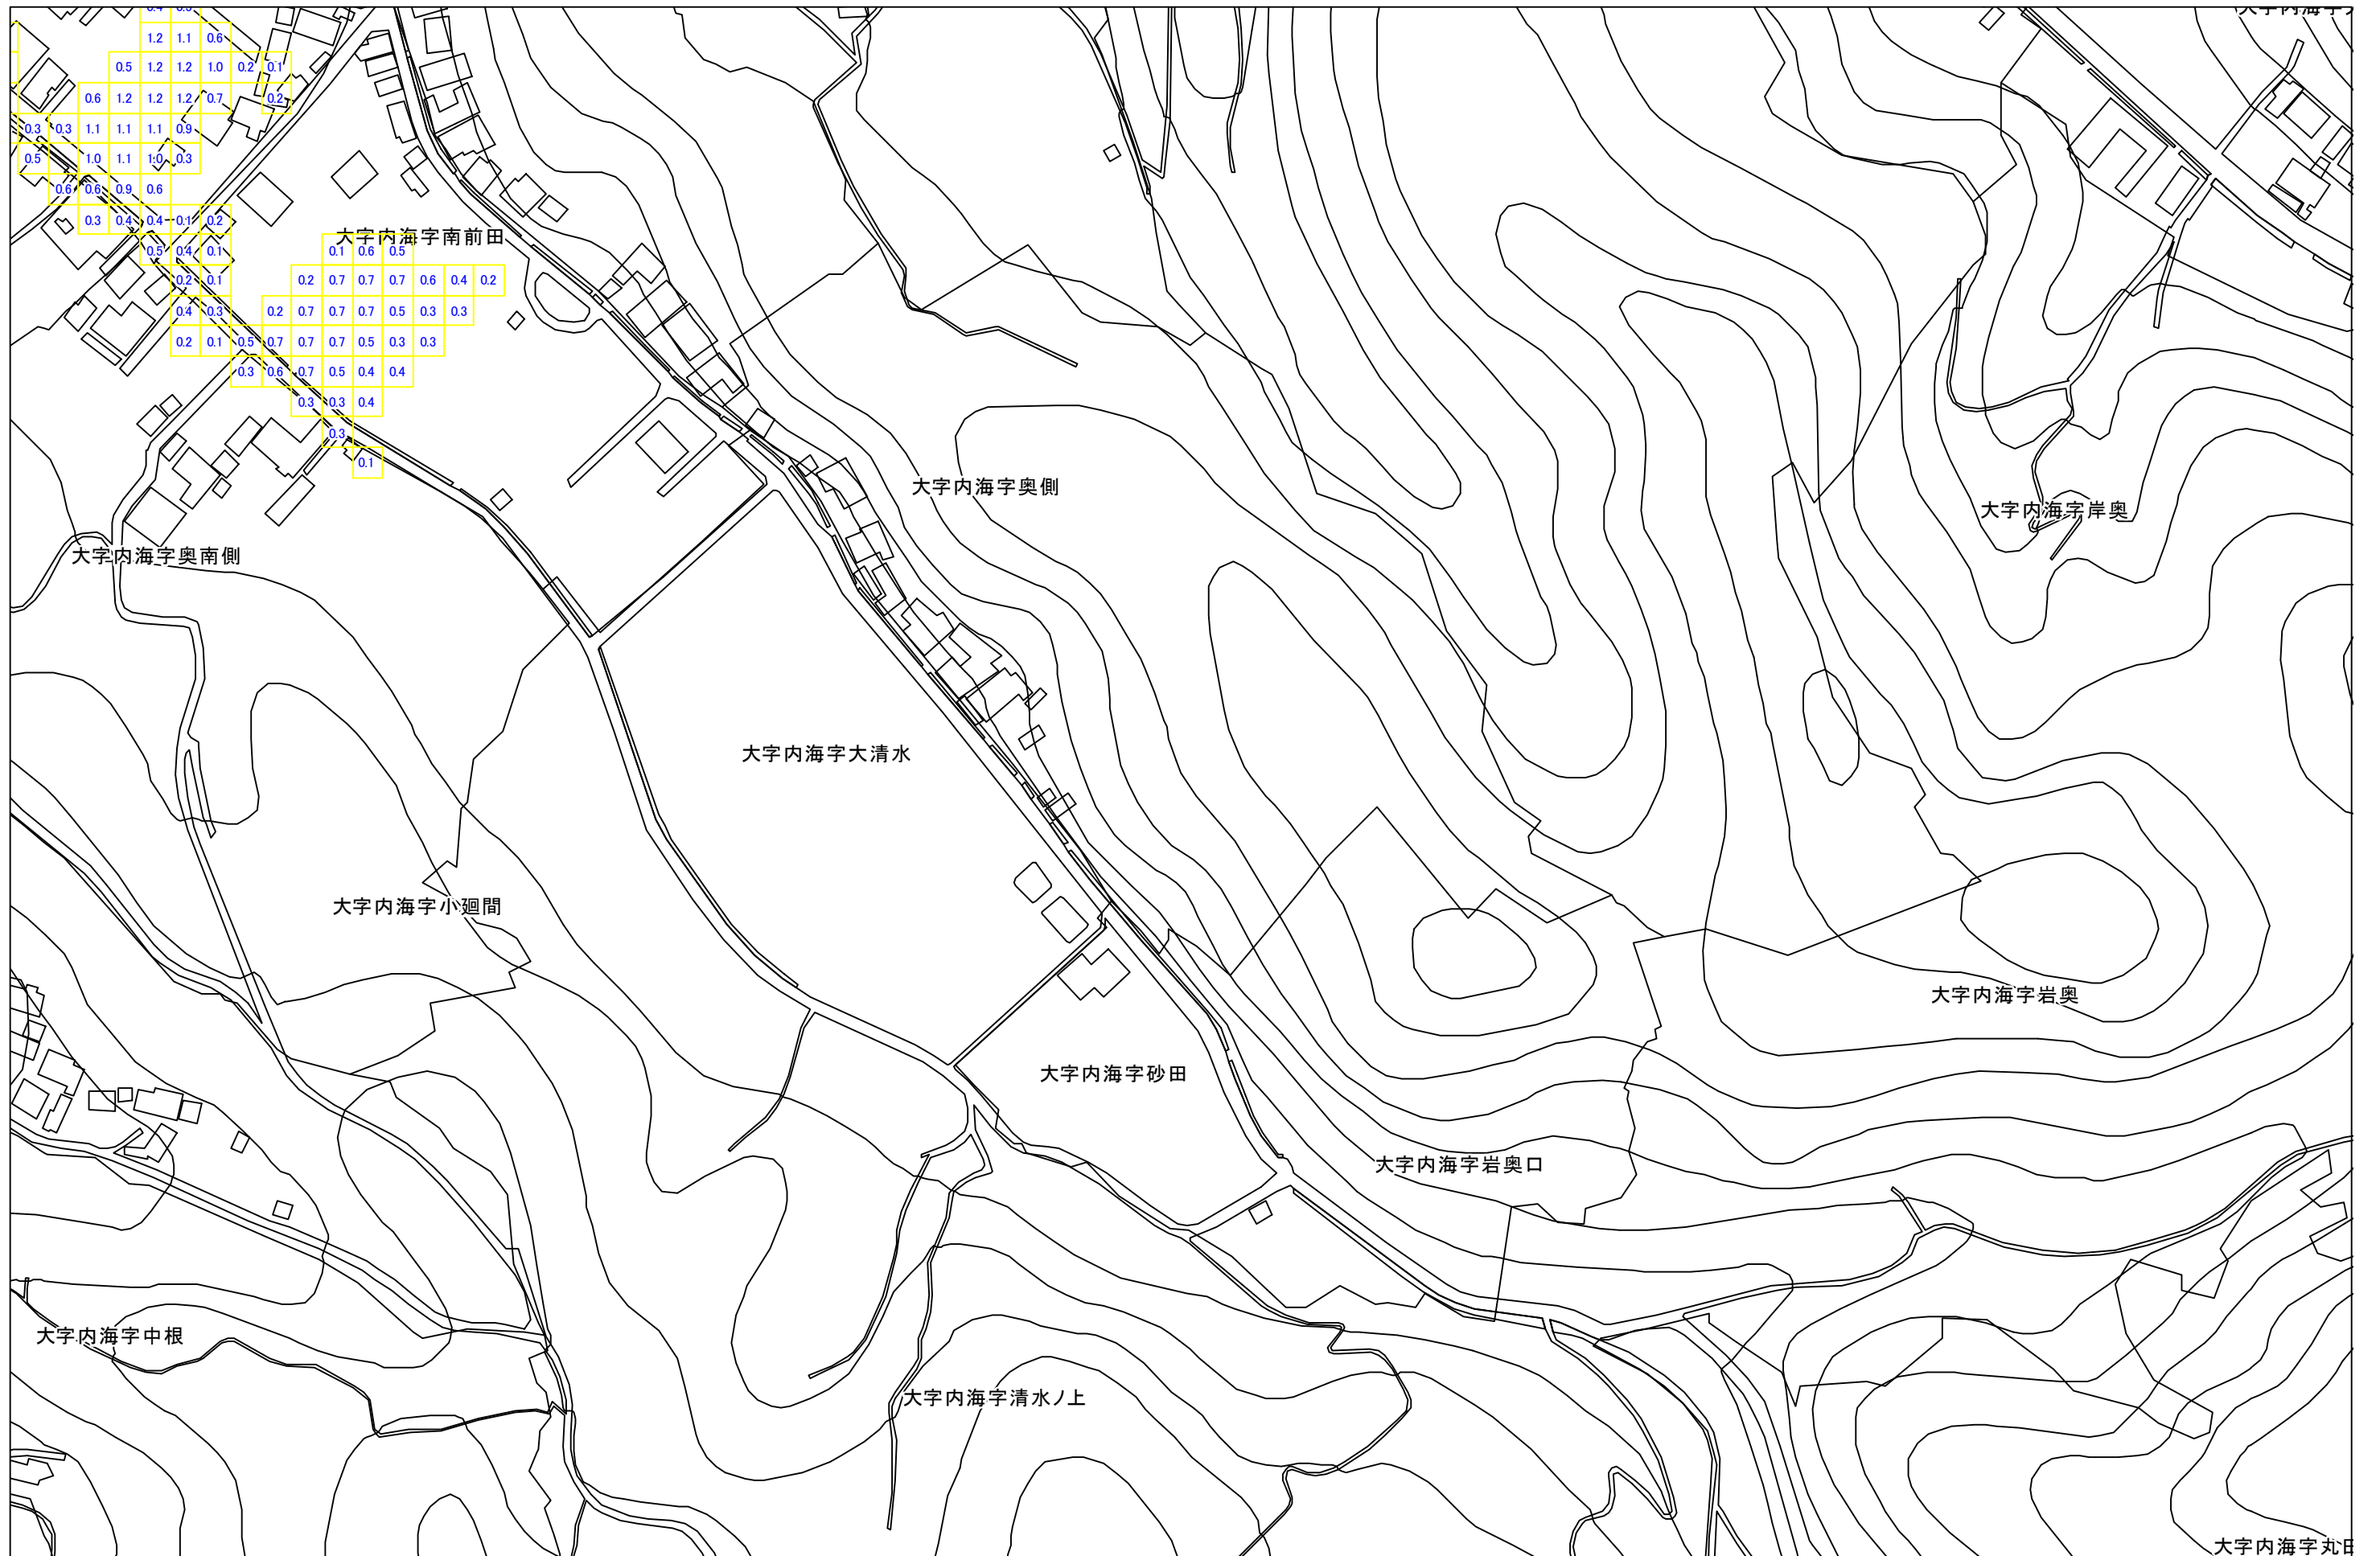 1.2 1.1 0.6
0.5 1.2 1.2 1.0 0.2 0.1
0.6 1.2 1.2 1.2 0.7 0.2
0.3 0.3 1.1 1.1 1.1 0.9
0.5 1.0 1.1 1.0 0.3
0.6 0.6 0.9 0.6
0.3 0.4 0.4 0.1 0.2
大字内海字南前田
0.5 0.4 0.1 0.1 0.6 0.5
0.2 0.1 0.2 0.7 0.7 0.7 0.6 0.4 0.2
0.4 0.3 0.2 0.7 0.7 0.7 0.5 0.3 0.3
0.2 0.1 0.5 0.7 0.7 0.7 0.5 0.3 0.3
0.3 0.6 0.7 0.5 0.4 0.4
0.3 0.3 0.4
0.3
0.1
大字内海字奥側
大字内海字岸奥
大字内海字奥南側
大字内海字大清水
大字内海字小廻間
大字内海字岩奥
大字内海字砂田
大字内海字岩奥口
大字内海字中根
大字内海字清水ノ上
大字内海字丸田